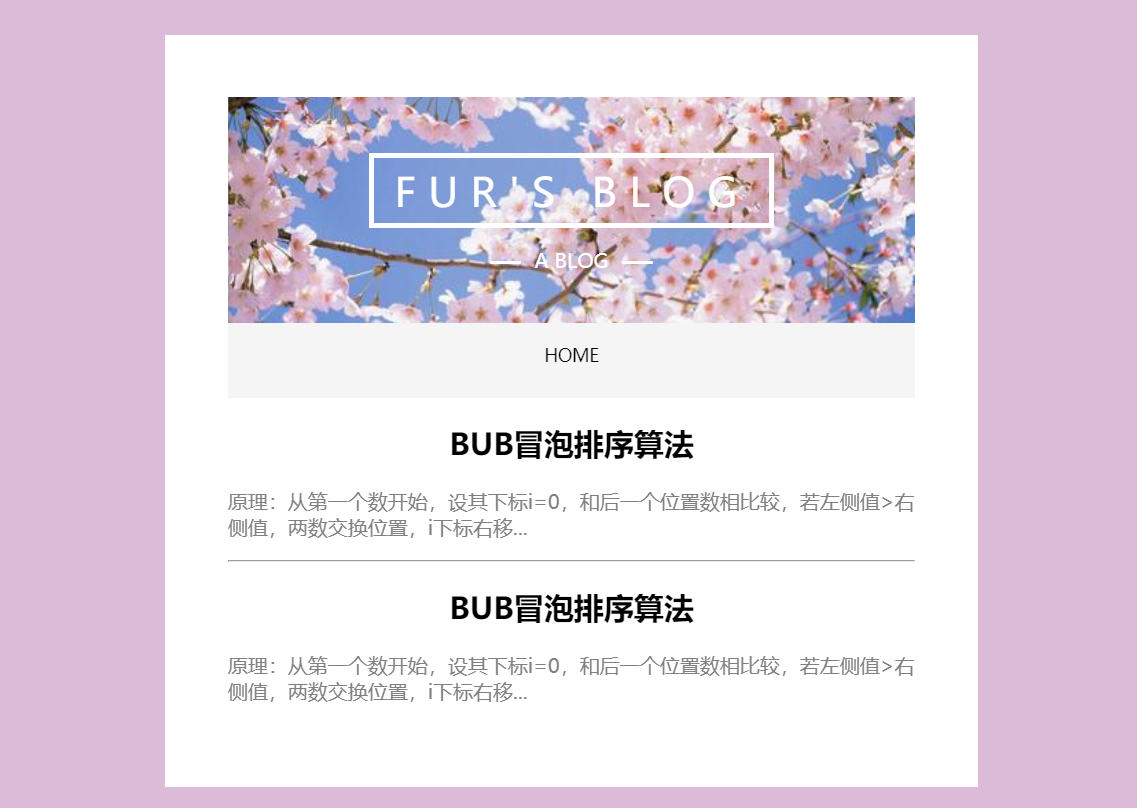 FUR'S BLOG
A BLOG
HOME
BUB冒泡排序算法
原理：从第一个数开始，设其下标i=0，和后一个位置数相比较，若左侧值>右
侧值，两数交换位置，i下标右移...
BUB冒泡排序算法
原理：从第一个数开始，设其下标i=0，和后一个位置数相比较，若左侧值>右
侧值，两数交换位置，i下标右移...